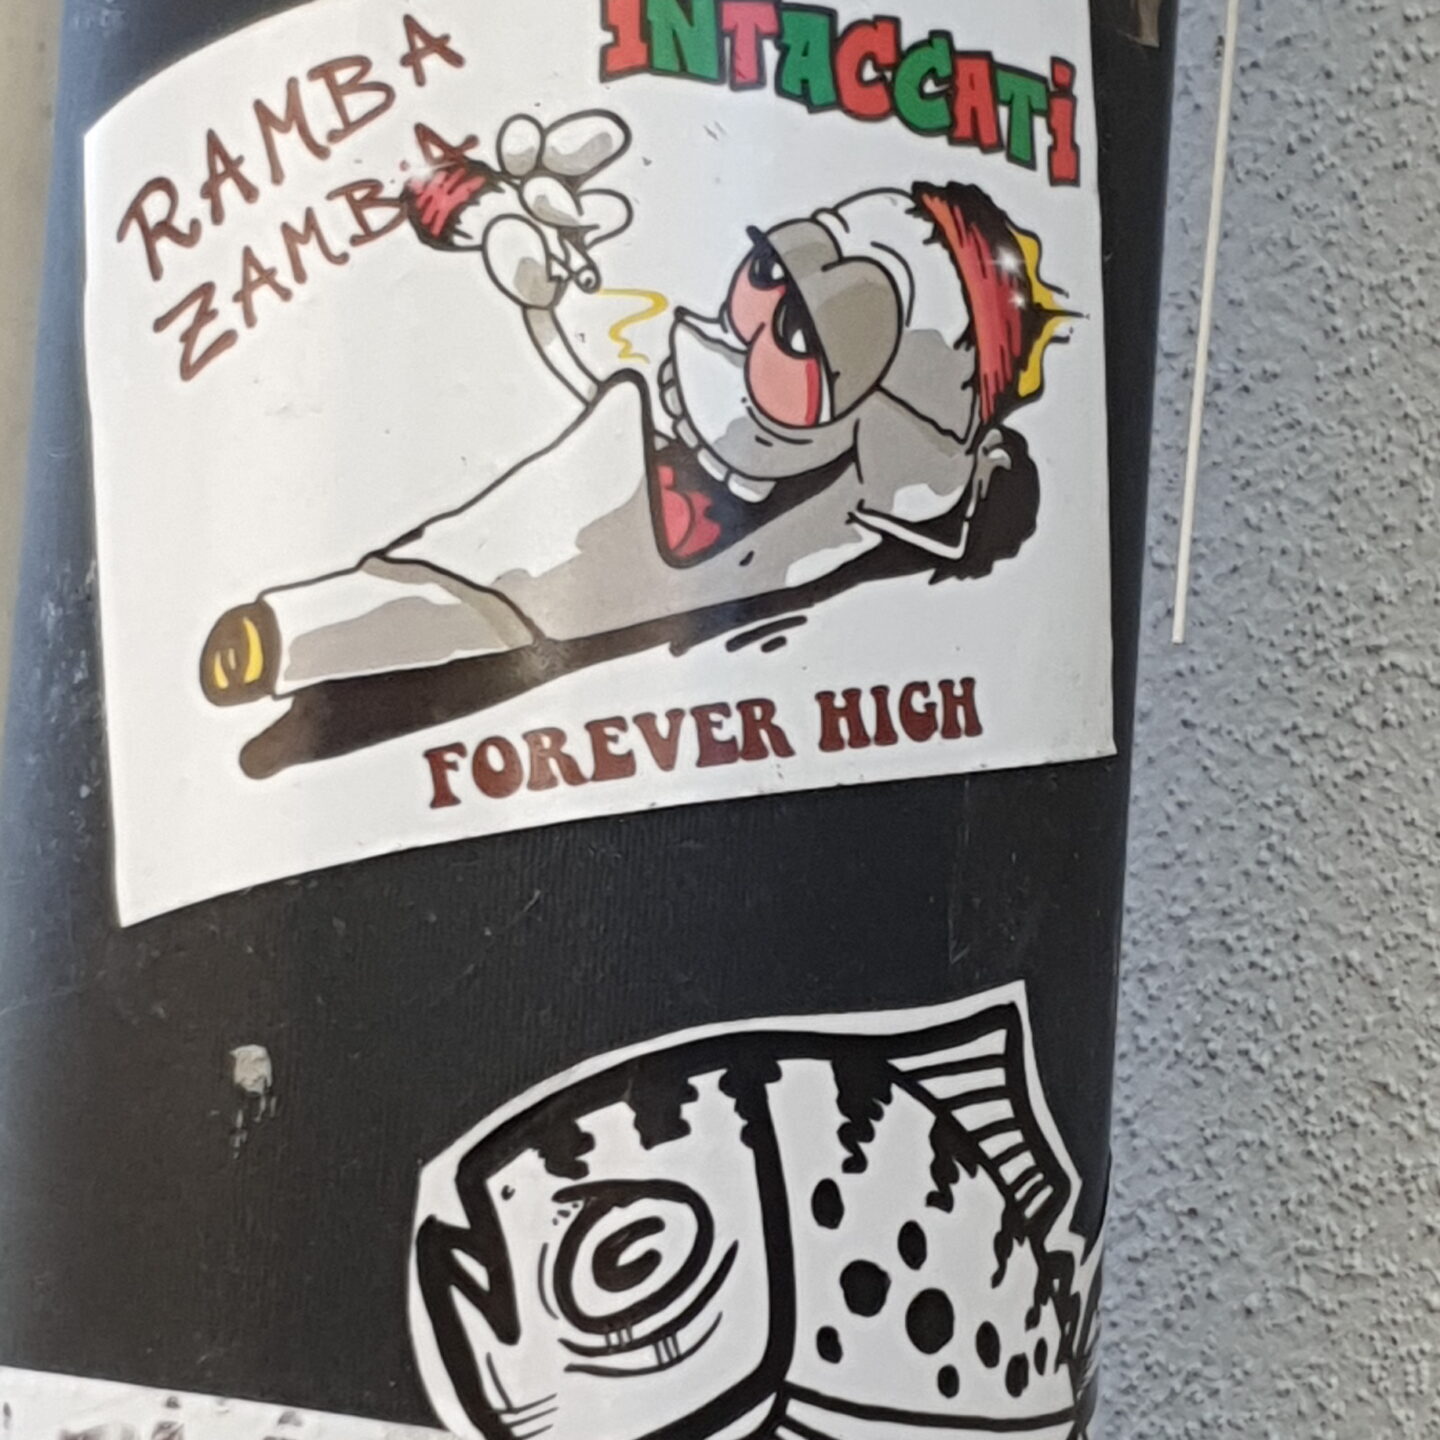 RAMBA
ZAMBA
INTACCATi
FOREVER HIGH